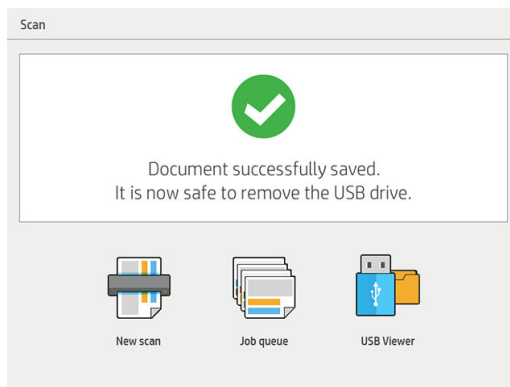 Scan
Document successfully saved.
It is now safe to remove the USB drive.
New scan
Job queue
USB Viewer